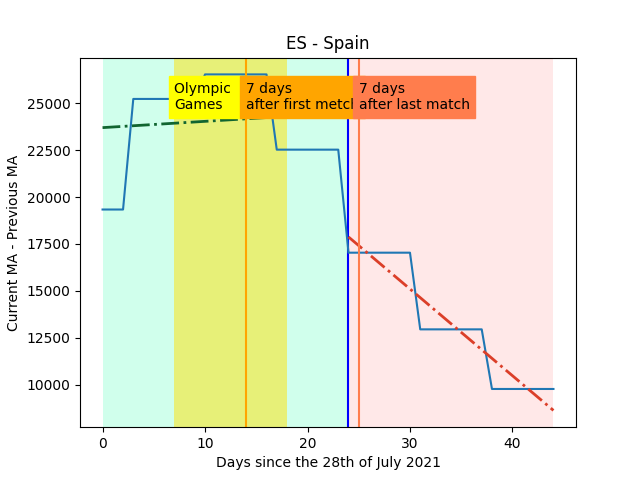 ES - Spain
Olympic
Games
7 days
after first metch
7 days
after last match
25000
22500
20000
17500
15000
12500
10000
Current MA - Previous MA
0
10
20
30
40
Days since the 28th of July 2021